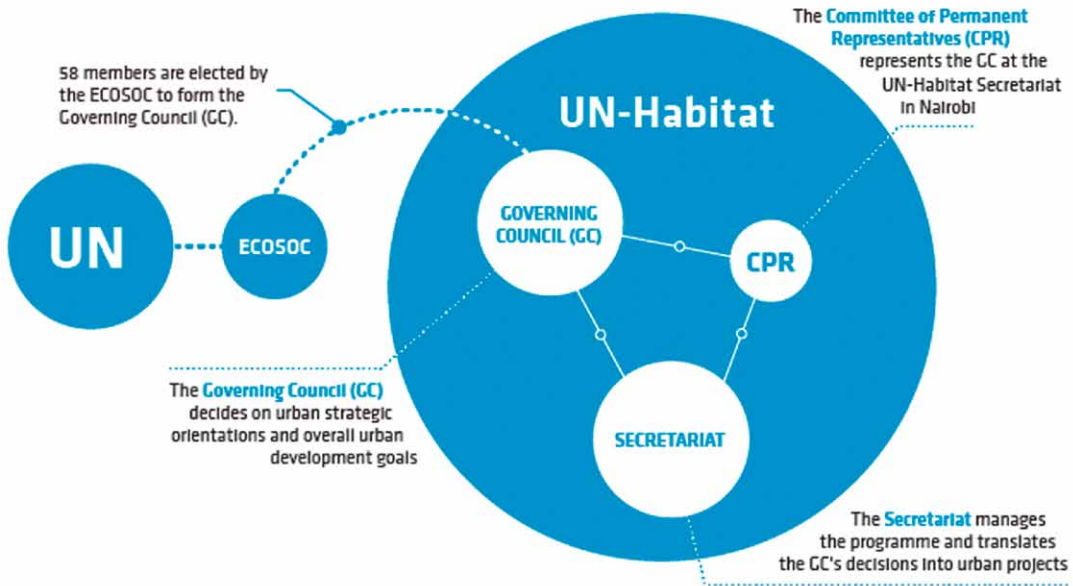 58 members are elected by
the ECOSOC to form the
Governing Council (GC).
UN
ECOSOC
UN-Habitat
The Committee of Permanent
Representatives (CPR)
represents the GC at the
UN-Habitat Secretariat
in Nairobi
GOVERNING
COUNCIL (GC)
CPR
The Governing Council (GC)
decides on urban strategic
orientations and overall urban
development goals
SECRETARIAT
The Secretariat manages
the programme and translates
the GC's decisions into urban projects